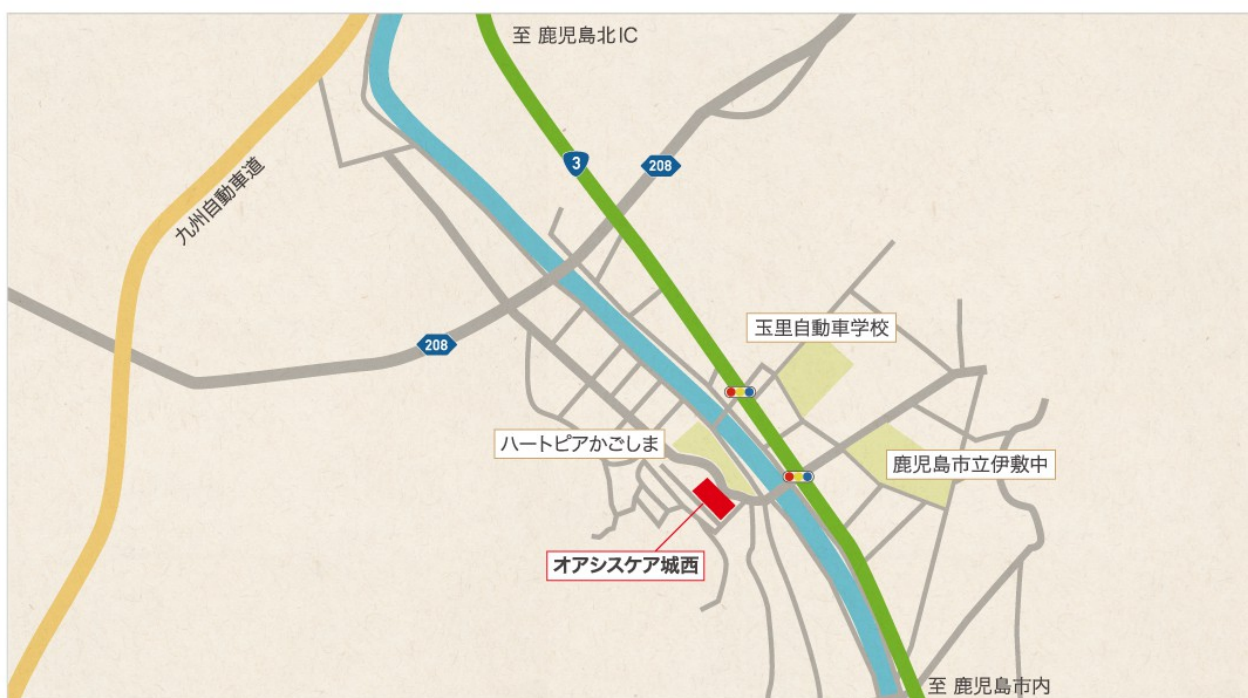 至 鹿児島北IC
3
208
九州自動車道
玉里自動車学校
208
ハートピアかごしま
鹿児島市立伊敷中
オアシスケア城西
至 鹿児島市内